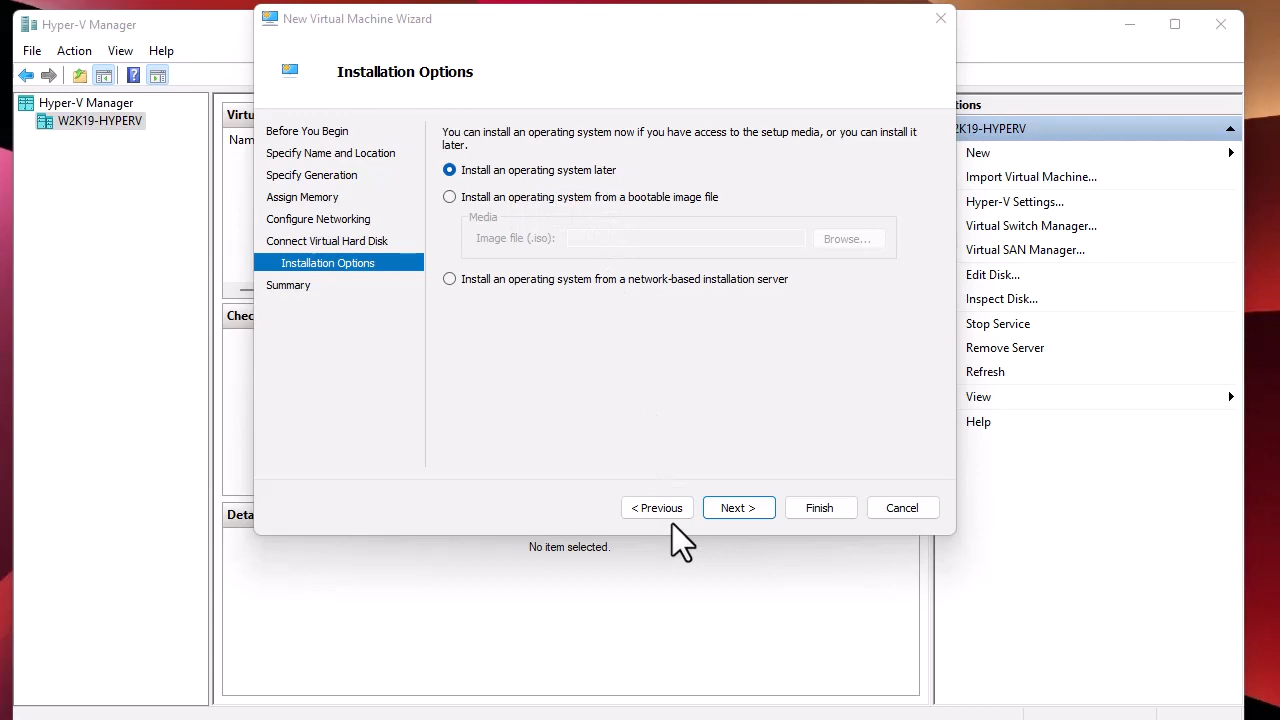 Hyper-V Manager
New Virtual Machine Wizard
File Action View Help
Installation Options
Hyper-V Manager
W2K19-HYPERV
Virtu
Nam
Chec
Deta
No item selected.
Before You Begin
Specify Name and Location
Specify Generation
Assign Memory
Configure Networking
Connect Virtual Hard Disk
Installation Options
Summary
You can install an operating system now if you have access to the setup media, or you can install it
later.
Install an operating system later
Install an operating system from a bootable image file
Media
Image file (.iso):
Browse...
Install an operating system from a network-based installation server
< Previous
Next >
Finish
Cancel
tions
2K19-HYPERV
New
Import Virtual Machine...
Hyper-V Settings...
Virtual Switch Manager...
Virtual SAN Manager...
Edit Disk...
Inspect Disk...
Stop Service
Remove Server
Refresh
View
Help